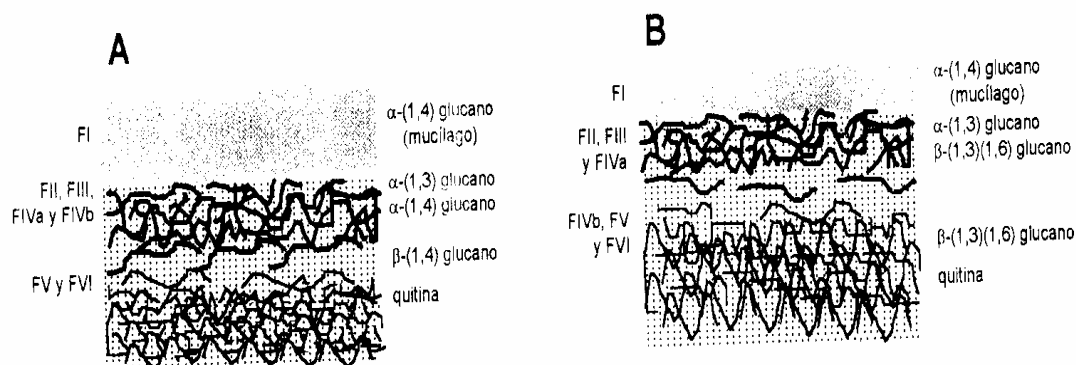 A
FI
α-(1,4) glucano
(mucílago)
FII, FIII,
FIVa y FIVb
α-(1,3) glucano
α-(1,4) glucano
β-(1,4) glucano
FV y FVI
quitina
B
FI
α-(1,4) glucano
(mucílago)
FII, FIII
y FIVa
α-(1,3) glucano
β-(1,3)(1,6) glucano
FIVb, FV
y FVI
β-(1,3)(1,6) glucano
quitina